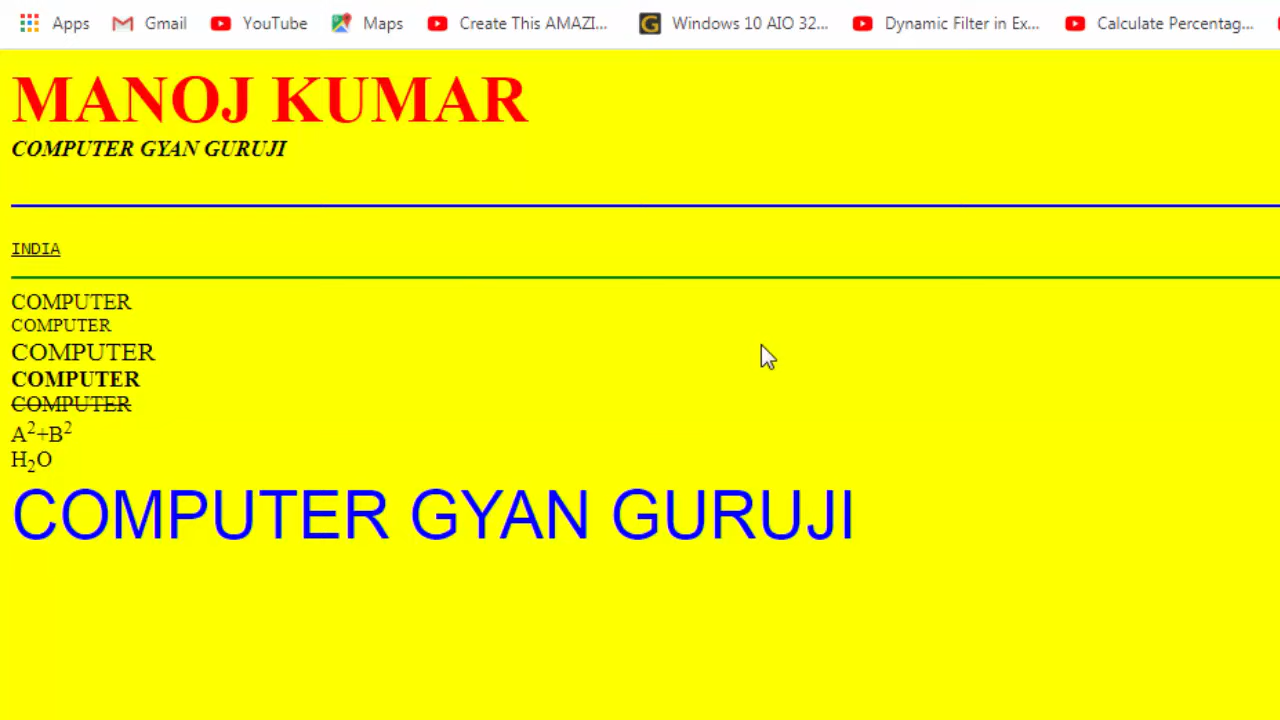 Apps Gmail YouTube Maps Create This AMAZI... Windows 10 AIO 32... Dynamic Filter in Ex... Calculate Percentag...
MANOJ KUMAR
COMPUTER GYAN GURUJI
INDIA
COMPUTER
COMPUTER
COMPUTER
COMPUTER
COMPUTER
A²+B²
H₂O
COMPUTER GYAN GURUJI